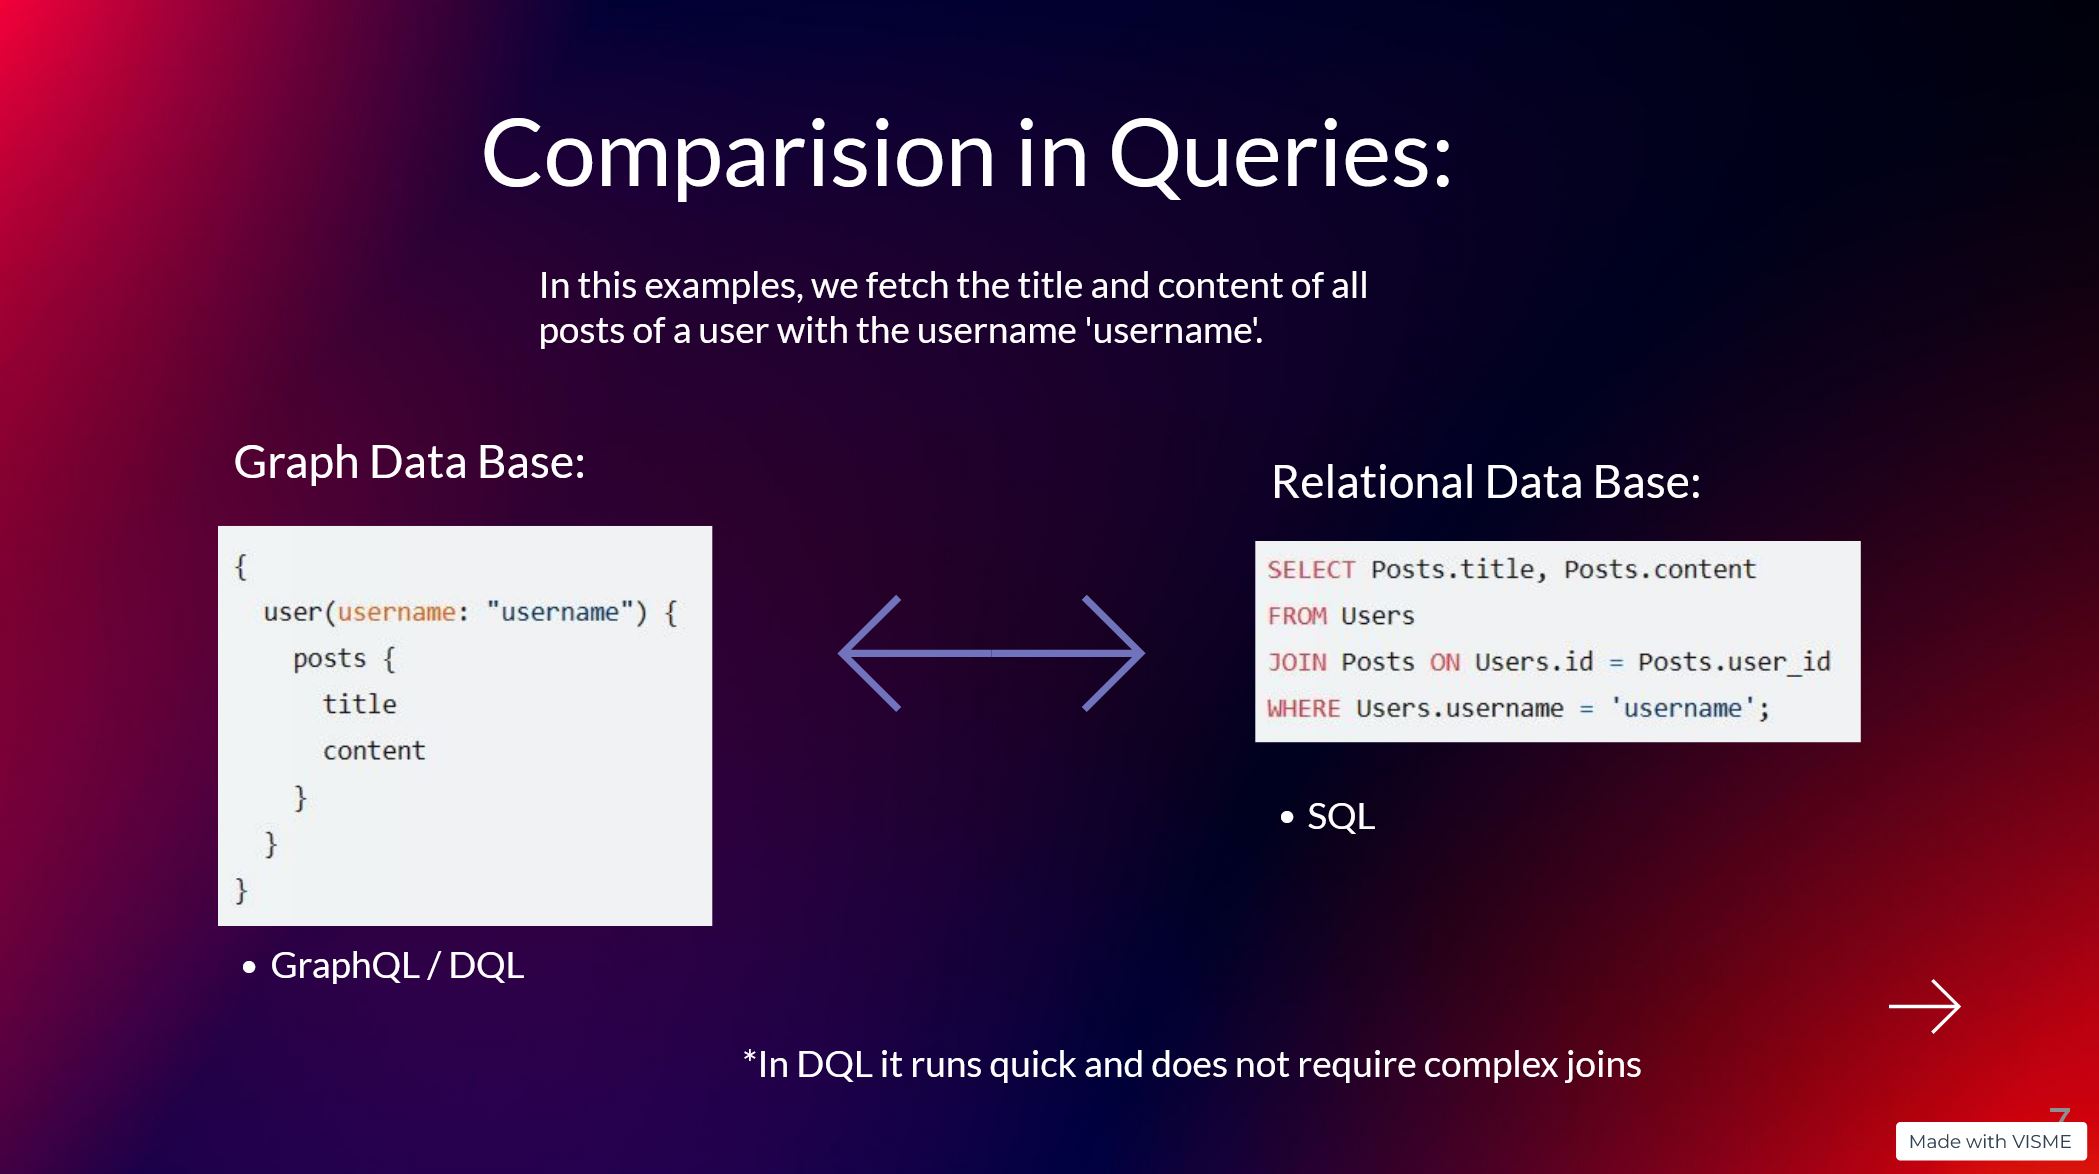 Comparision in Queries:
In this examples, we fetch the title and content of all
posts of a user with the username 'username'.
Graph Data Base:
{
  user(username: "username") {
    posts {
      title
      content
    }
  }
}
• GraphQL / DQL
Relational Data Base:
SELECT Posts.title, Posts.content
FROM Users
JOIN Posts ON Users.id = Posts.user_id
WHERE Users.username = 'username';
• SQL
*In DQL it runs quick and does not require complex joins
7
Made with VISME